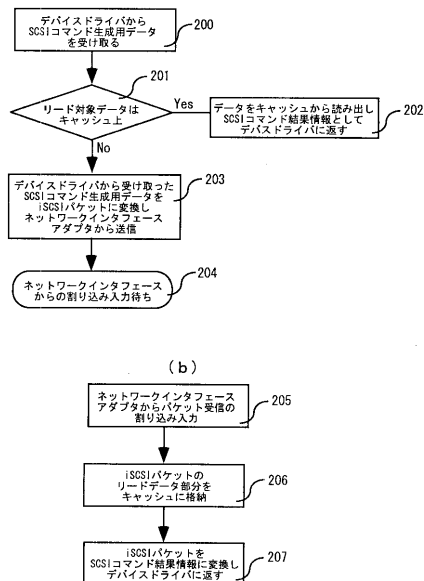 デバイスドライバから
SCSIコマンド生成用データ
を受け取る
200
201
リード対象データは
キャッシュ上
Yes
データをキャッシュから読み出し
SCSIコマンド結果情報として
デバスドライバに返す
202
No
デバイスドライバから受け取った
SCSIコマンド生成用データを
iSCSIパケットに変換し
ネットワークインタフェース
アダプタから送信
203
ネットワークインタフェース
からの割り込み入力待ち
204
(b)
ネットワークインタフェース
アダプタからパケット受信の
割り込み入力
205
iSCSIパケットの
リードデータ部分を
キャッシュに格納
206
iSCSIパケットを
SCSIコマンド結果情報に変換し
デバイスドライバに返す
207